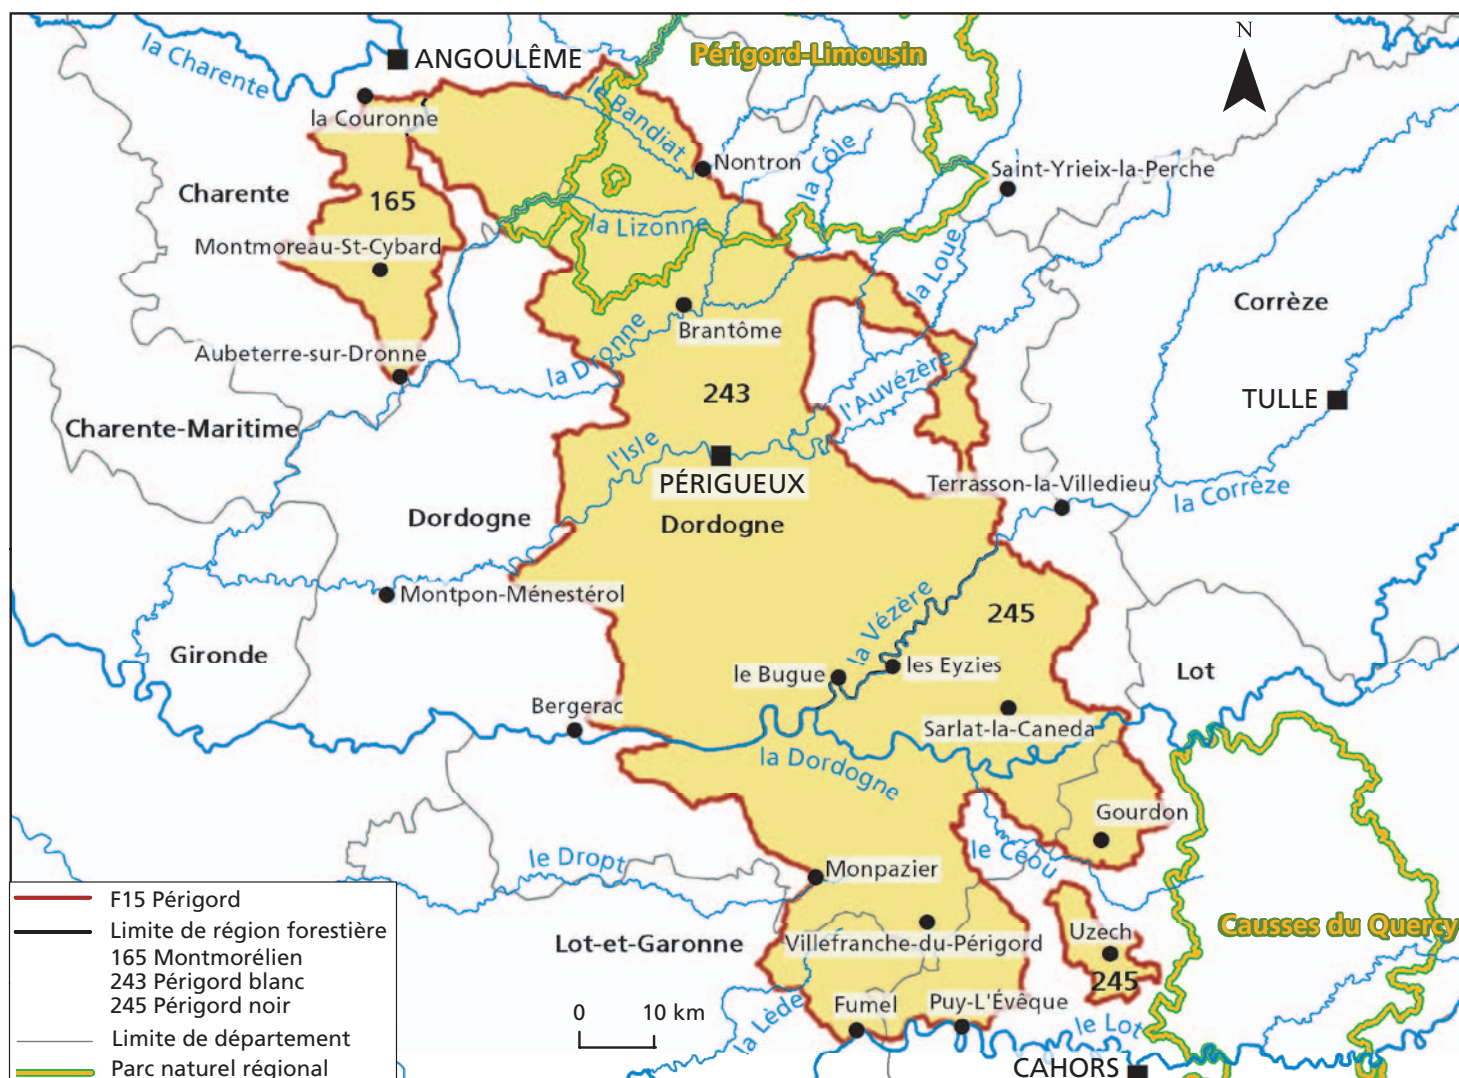 N
Périgord-Limousin
ANGOULÊME
la Charente
la Couronne
le Bandiat
Nontron
la Côle
Saint-Yrieix-la-Perche
Charente
165
la Lizonne
Montmoreau-St-Cybard
la Loue
Corrèze
Brantôme
Aubeterre-sur-Dronne
la Dronne
243
l'Auvézère
TULLE
Charente-Maritime
l'Isle
PÉRIGUEUX
Terrasson-la-Villedieu
la Corrèze
Dordogne
Dordogne
Montpon-Ménestérol
245
la Vézère
Gironde
le Bugue
les Eyzies
Lot
Bergerac
Sarlat-la-Caneda
la Dordogne
Gourdon
le Dropt
le Céou
Monpazier
Causses du Quercy
Uzech
Lot-et-Garonne
Villefranche-du-Périgord
245
la Lède
Fumel
Puy-L'Évêque
le Lot
CAHORS
0 10 km
F15 Périgord
Limite de région forestière
165 Montmorélien
243 Périgord blanc
245 Périgord noir
Limite de département
Parc naturel régional